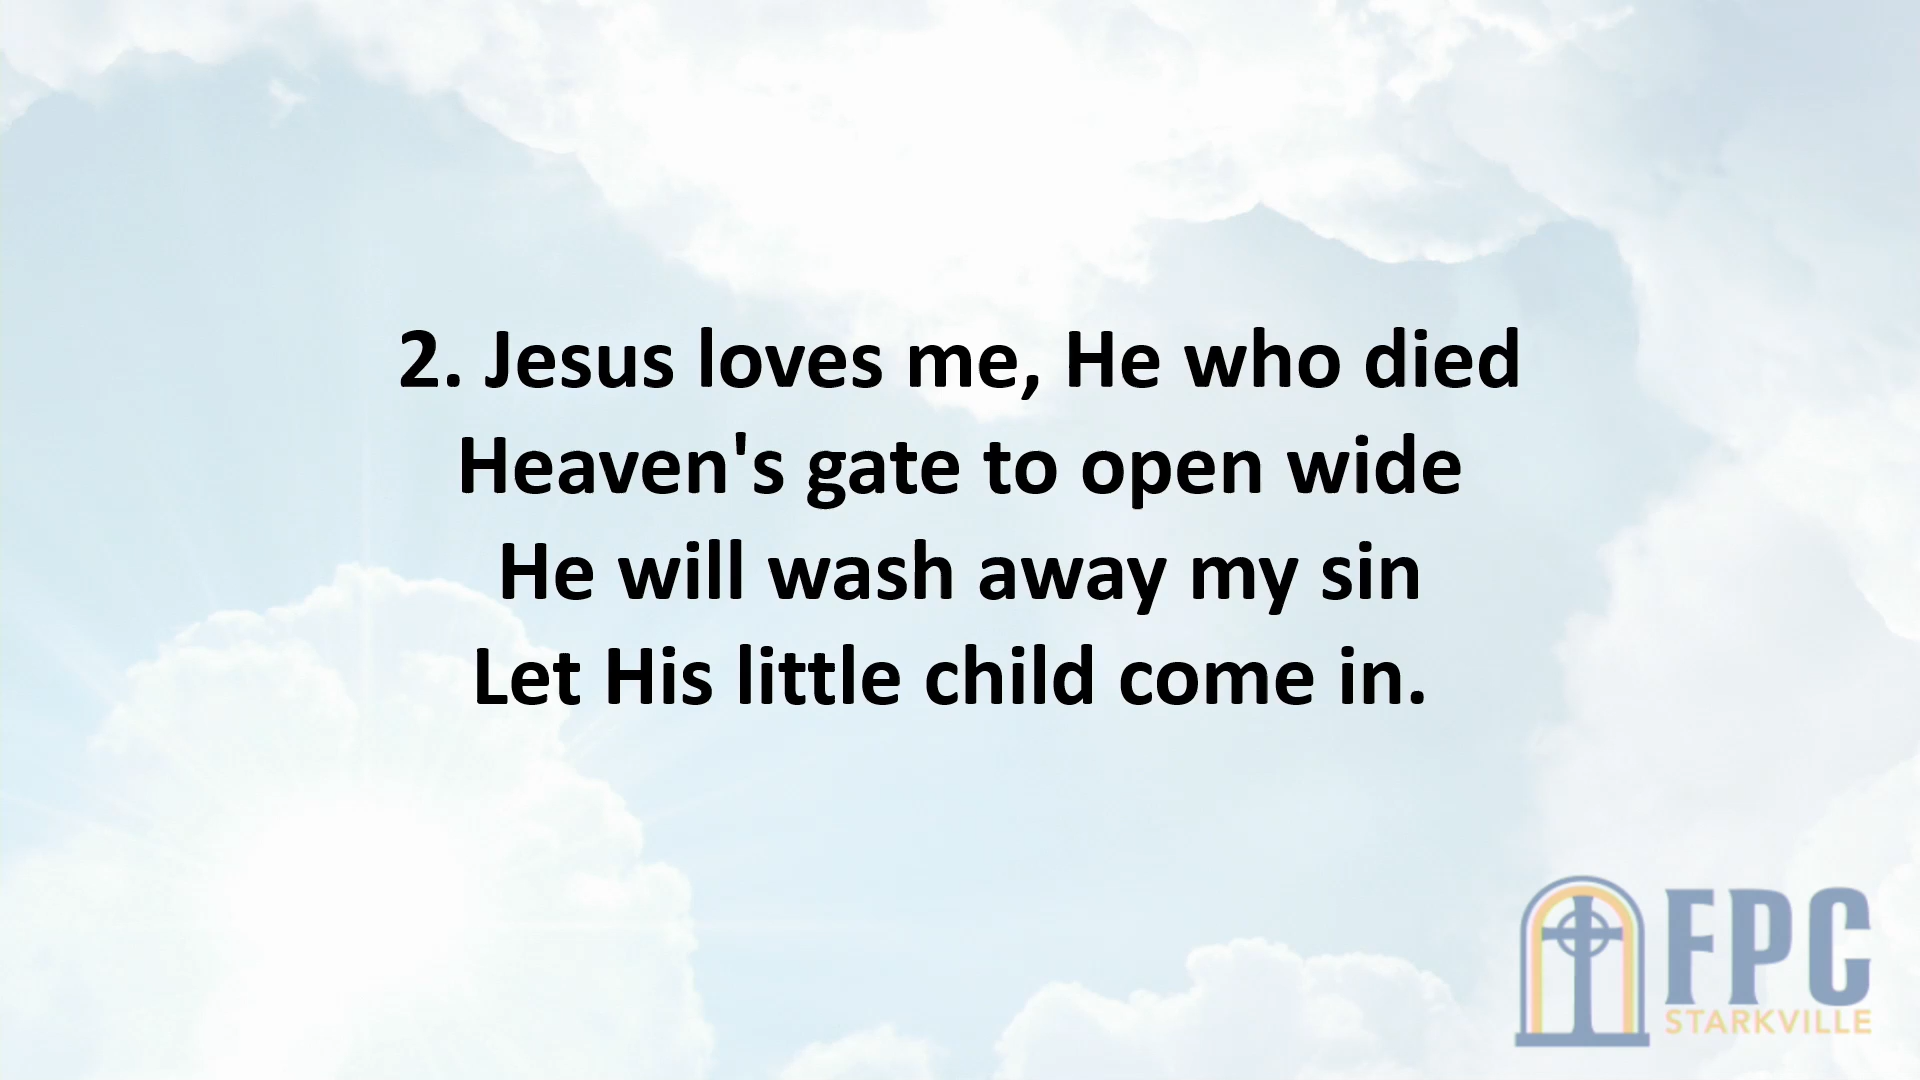 2. Jesus loves me, He who died
Heaven's gate to open wide
He will wash away my sin
Let His little child come in.
FPC
STARKVILLE